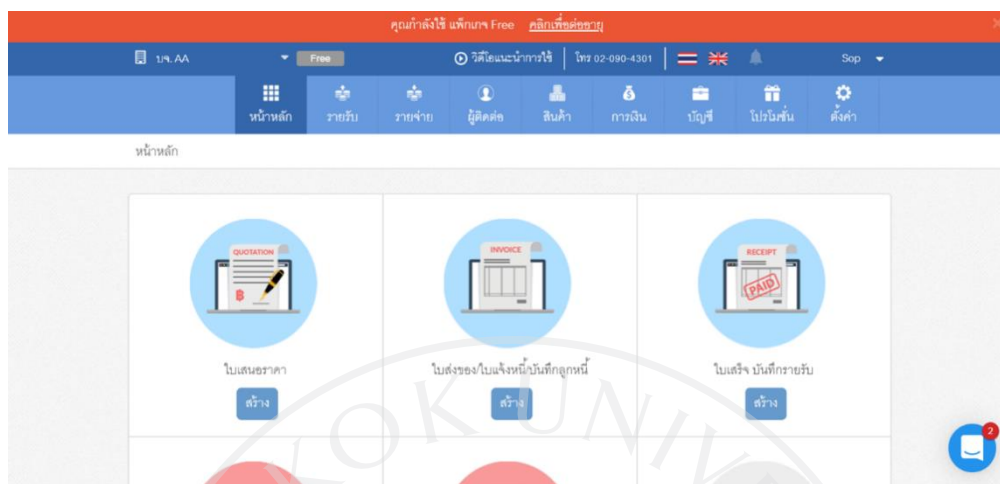 คุณกำลังใช้ แพ็กเกจ Free คลิกเพื่อต่ออายุ
บจ. AA Free วิดีโอแนะนำการใช้ โทร 02-090-4301 Sop
หน้าหลัก รายรับ รายจ่าย ผู้ติดต่อ สินค้า การเงิน บัญชี โปรโมชั่น ตั้งค่า
หน้าหลัก
QUOTATION INVOICE RECEIPT
฿ PAID
ใบเสนอราคา ใบส่งของ/ใบแจ้งหนี้/บันทึกลูกหนี้ ใบเสร็จ บันทึกรายรับ
สร้าง สร้าง สร้าง
2
KOK UNIV